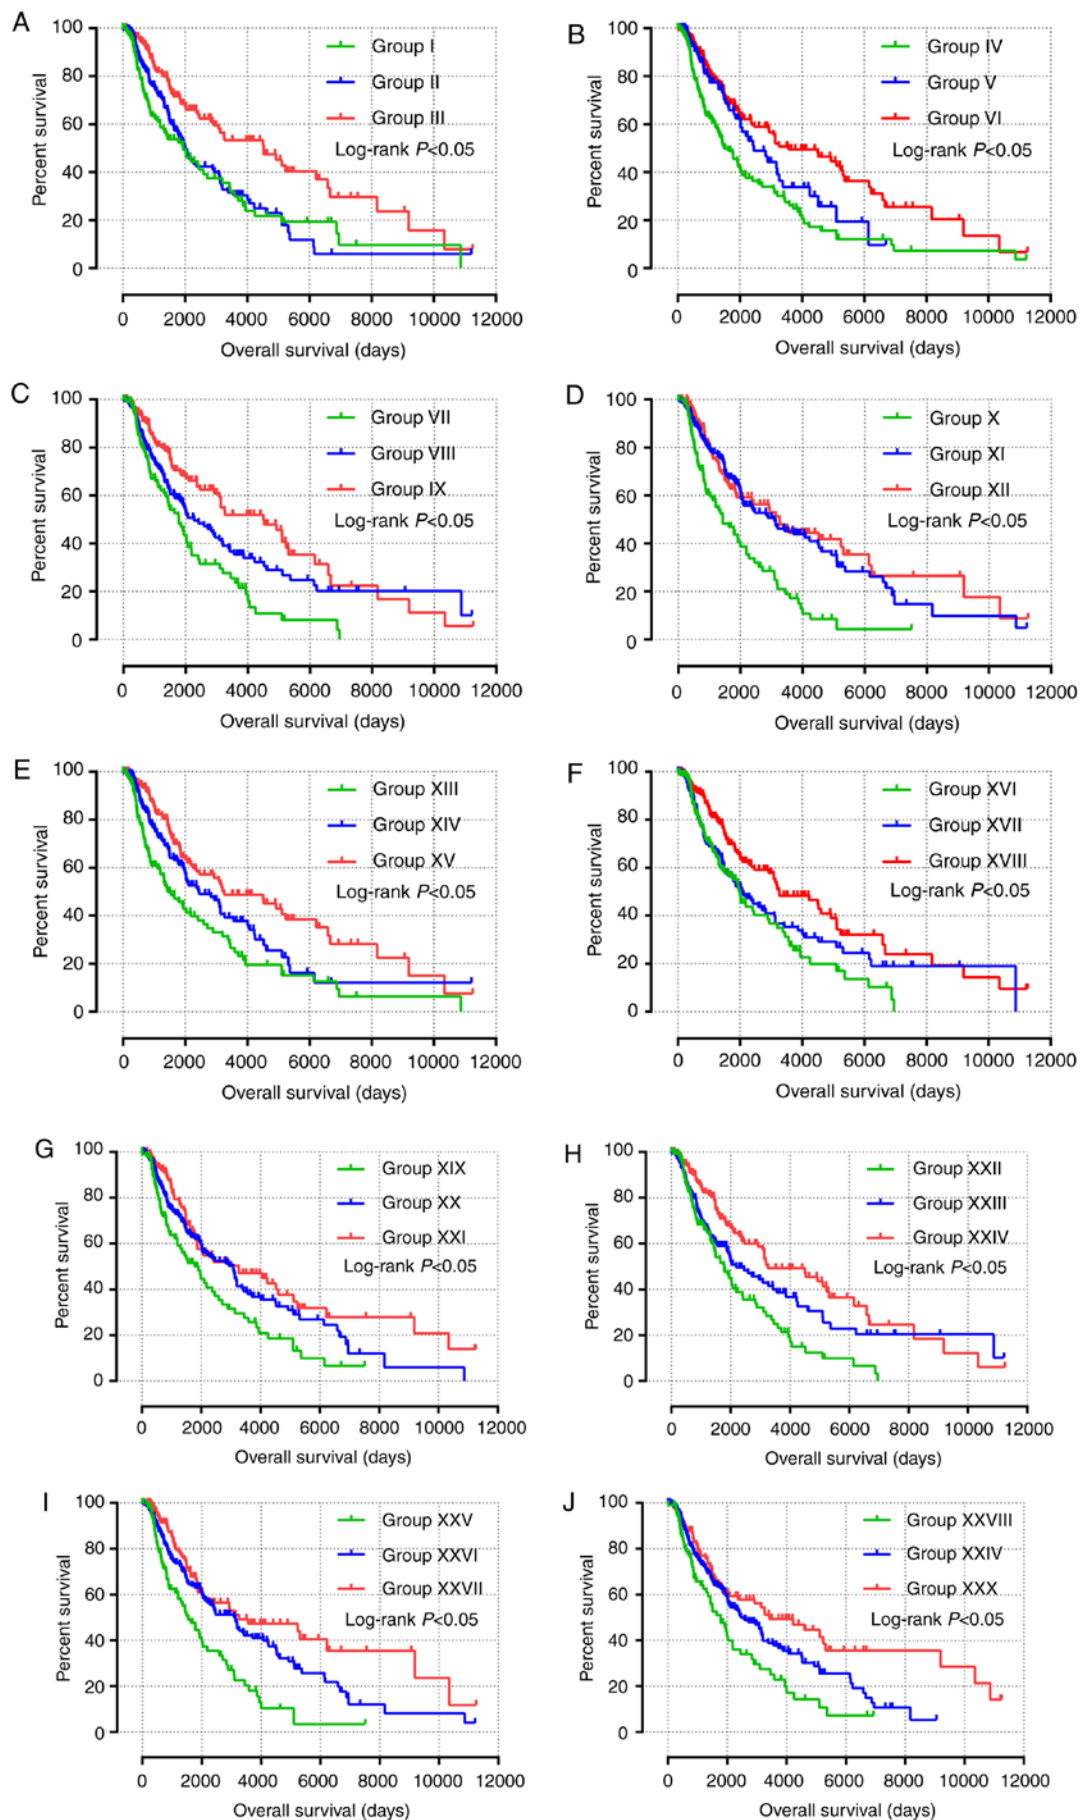 A
100
80
60
40
20
0
Percent survival
Group I
Group II
Group III
Log-rank P<0.05
0 2000 4000 6000 8000 10000 12000
Overall survival (days)
B
100
80
60
40
20
0
Percent survival
Group IV
Group V
Group VI
Log-rank P<0.05
0 2000 4000 6000 8000 10000 12000
Overall survival (days)
C
100
80
60
40
20
0
Percent survival
Group VII
Group VIII
Group IX
Log-rank P<0.05
0 2000 4000 6000 8000 10000 12000
Overall survival (days)
D
100
80
60
40
20
0
Percent survival
Group X
Group XI
Group XII
Log-rank P<0.05
0 2000 4000 6000 8000 10000 12000
Overall survival (days)
E
100
80
60
40
20
0
Percent survival
Group XIII
Group XIV
Group XV
Log-rank P<0.05
0 2000 4000 6000 8000 10000 12000
Overall survival (days)
F
100
80
60
40
20
0
Percent survival
Group XVI
Group XVII
Group XVIII
Log-rank P<0.05
0 2000 4000 6000 8000 10000 12000
Overall survival (days)
G
100
80
60
40
20
0
Percent survival
Group XIX
Group XX
Group XXI
Log-rank P<0.05
0 2000 4000 6000 8000 10000 12000
Overall survival (days)
H
100
80
60
40
20
0
Percent survival
Group XXII
Group XXIII
Group XXIV
Log-rank P<0.05
0 2000 4000 6000 8000 10000 12000
Overall survival (days)
I
100
80
60
40
20
0
Percent survival
Group XXV
Group XXVI
Group XXVII
Log-rank P<0.05
0 2000 4000 6000 8000 10000 12000
Overall survival (days)
J
100
80
60
40
20
0
Percent survival
Group XXVIII
Group XXIV
Group XXX
Log-rank P<0.05
0 2000 4000 6000 8000 10000 12000
Overall survival (days)